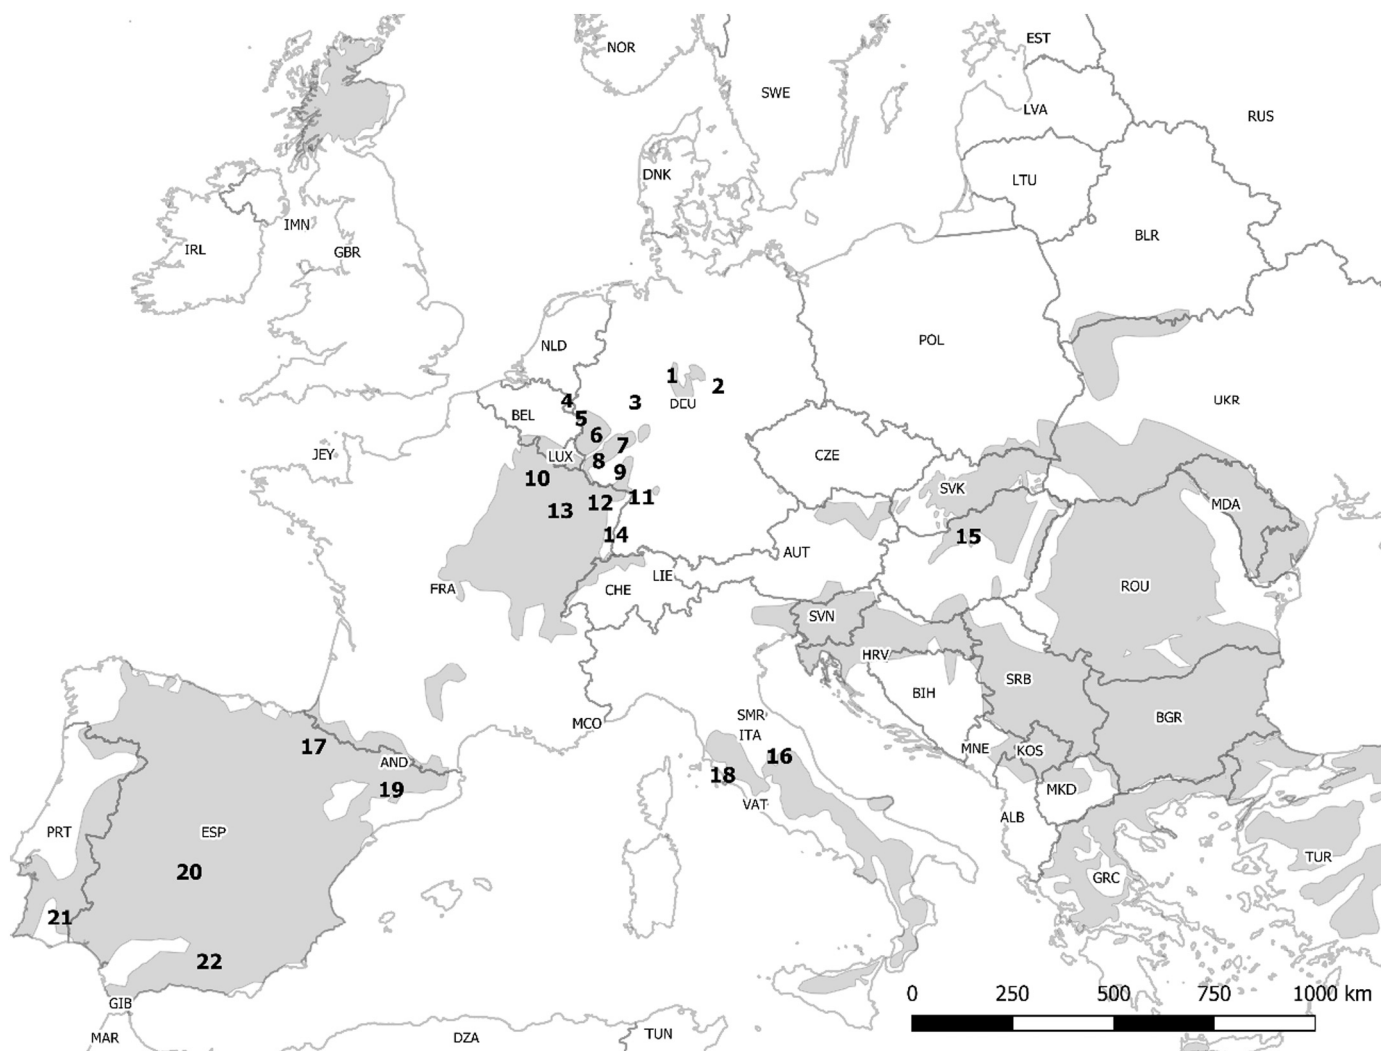 EST
NOR
SWE
LVA
RUS
DNK
LTU
IMN
IRL
GBR
BLR
POL
NLD
1
2
3
DEU
4
BEL
5
UKR
6
7
JEY
LUX
8
CZE
9
10
SVK
11
12
13
MDA
14
15
AUT
FRA
CHE
LIE
ROU
SVN
HRV
SRB
BIH
MCO
SMR
ITA
BGR
17
16
MNE
KOS
AND
18
19
VAT
MKD
ALB
PRT
ESP
TUR
20
GRC
21
22
GIB
MAR
DZA
TUN
0 250 500 750 1000 km